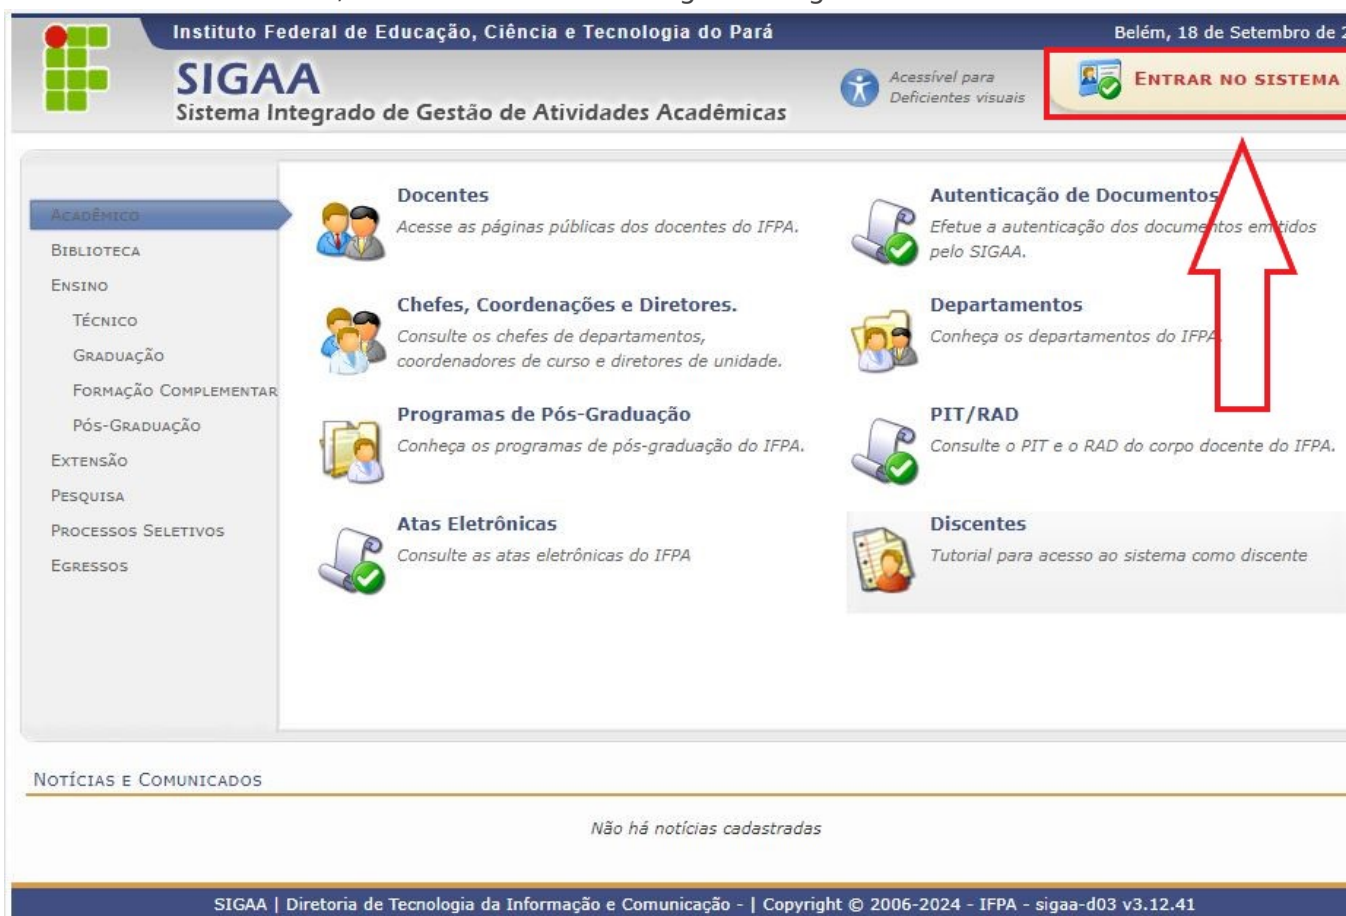 Instituto Federal de Educação, Ciência e Tecnologia do Pará
Belém, 18 de Setembro de
SIGAA
Sistema Integrado de Gestão de Atividades Acadêmicas
Acessível para
Deficientes visuais
ENTRAR NO SISTEMA
ACADÊMICO
BIBLIOTECA
ENSINO
TÉCNICO
GRADUAÇÃO
FORMAÇÃO COMPLEMENTAR
PÓS-GRADUAÇÃO
EXTENSÃO
PESQUISA
PROCESSOS SELETIVOS
EGRESSOS
Docentes
Acesse as páginas públicas dos docentes do IFPA.
Autenticação de Documentos
Efetue a autenticação dos documentos emitidos
pelo SIGAA.
Chefes, Coordenações e Diretores.
Consulte os chefes de departamentos,
coordenadores de curso e diretores de unidade.
Departamentos
Conheça os departamentos do IFPA.
Programas de Pós-Graduação
Conheça os programas de pós-graduação do IFPA.
PIT/RAD
Consulte o PIT e o RAD do corpo docente do IFPA.
Atas Eletrônicas
Consulte as atas eletrônicas do IFPA
Discentes
Tutorial para acesso ao sistema como discente
NOTÍCIAS E COMUNICADOS
Não há notícias cadastradas
SIGAA | Diretoria de Tecnologia da Informação e Comunicação - | Copyright © 2006-2024 - IFPA - sigaa-d03 v3.12.41